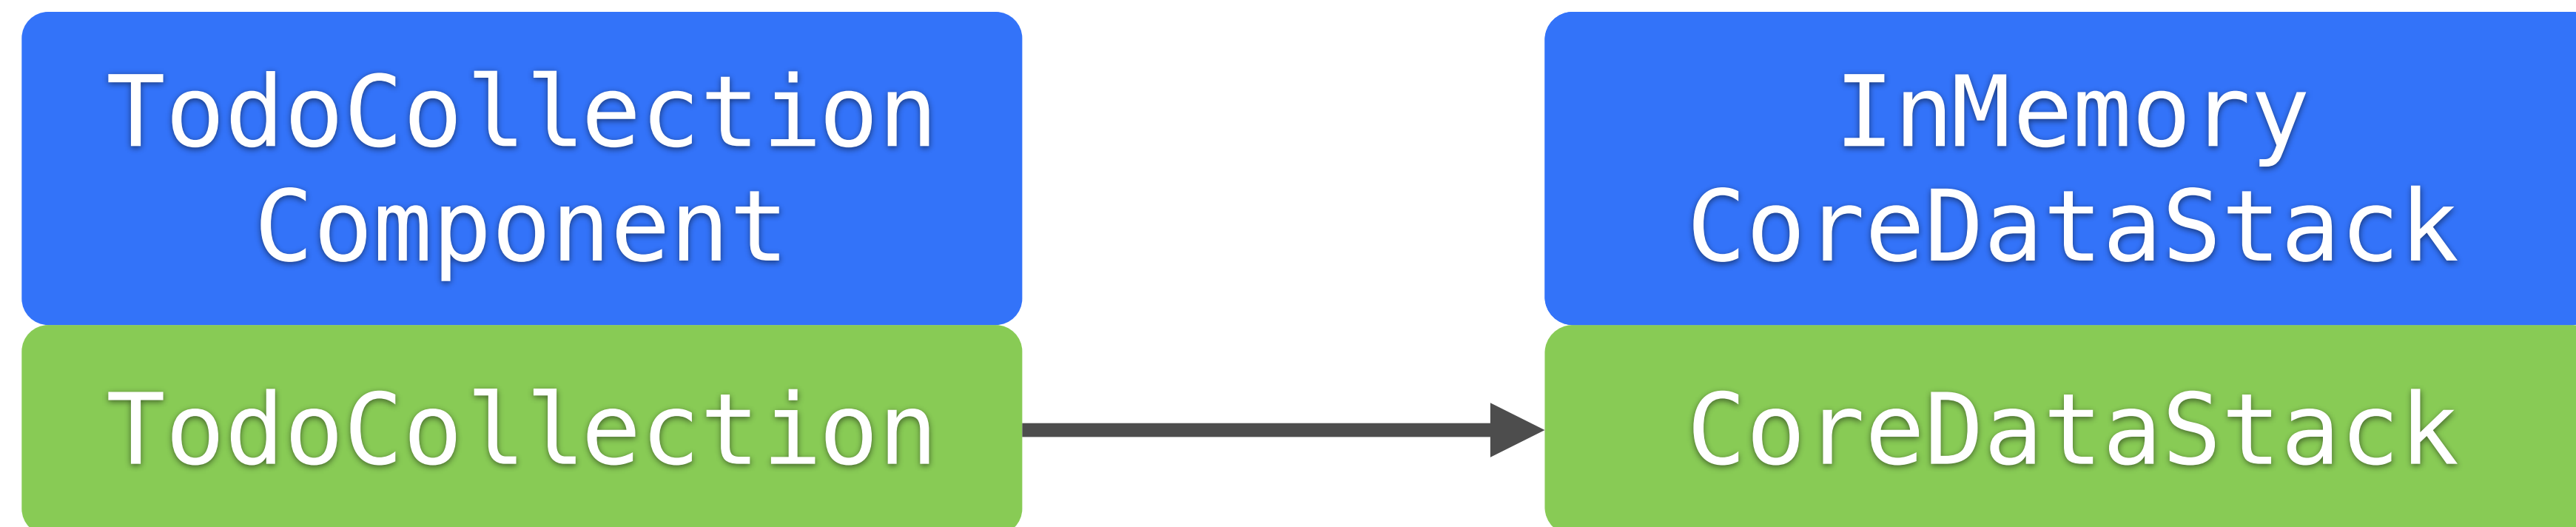 TodoCollection
Component
TodoCollection
InMemory
CoreDataStack
CoreDataStack